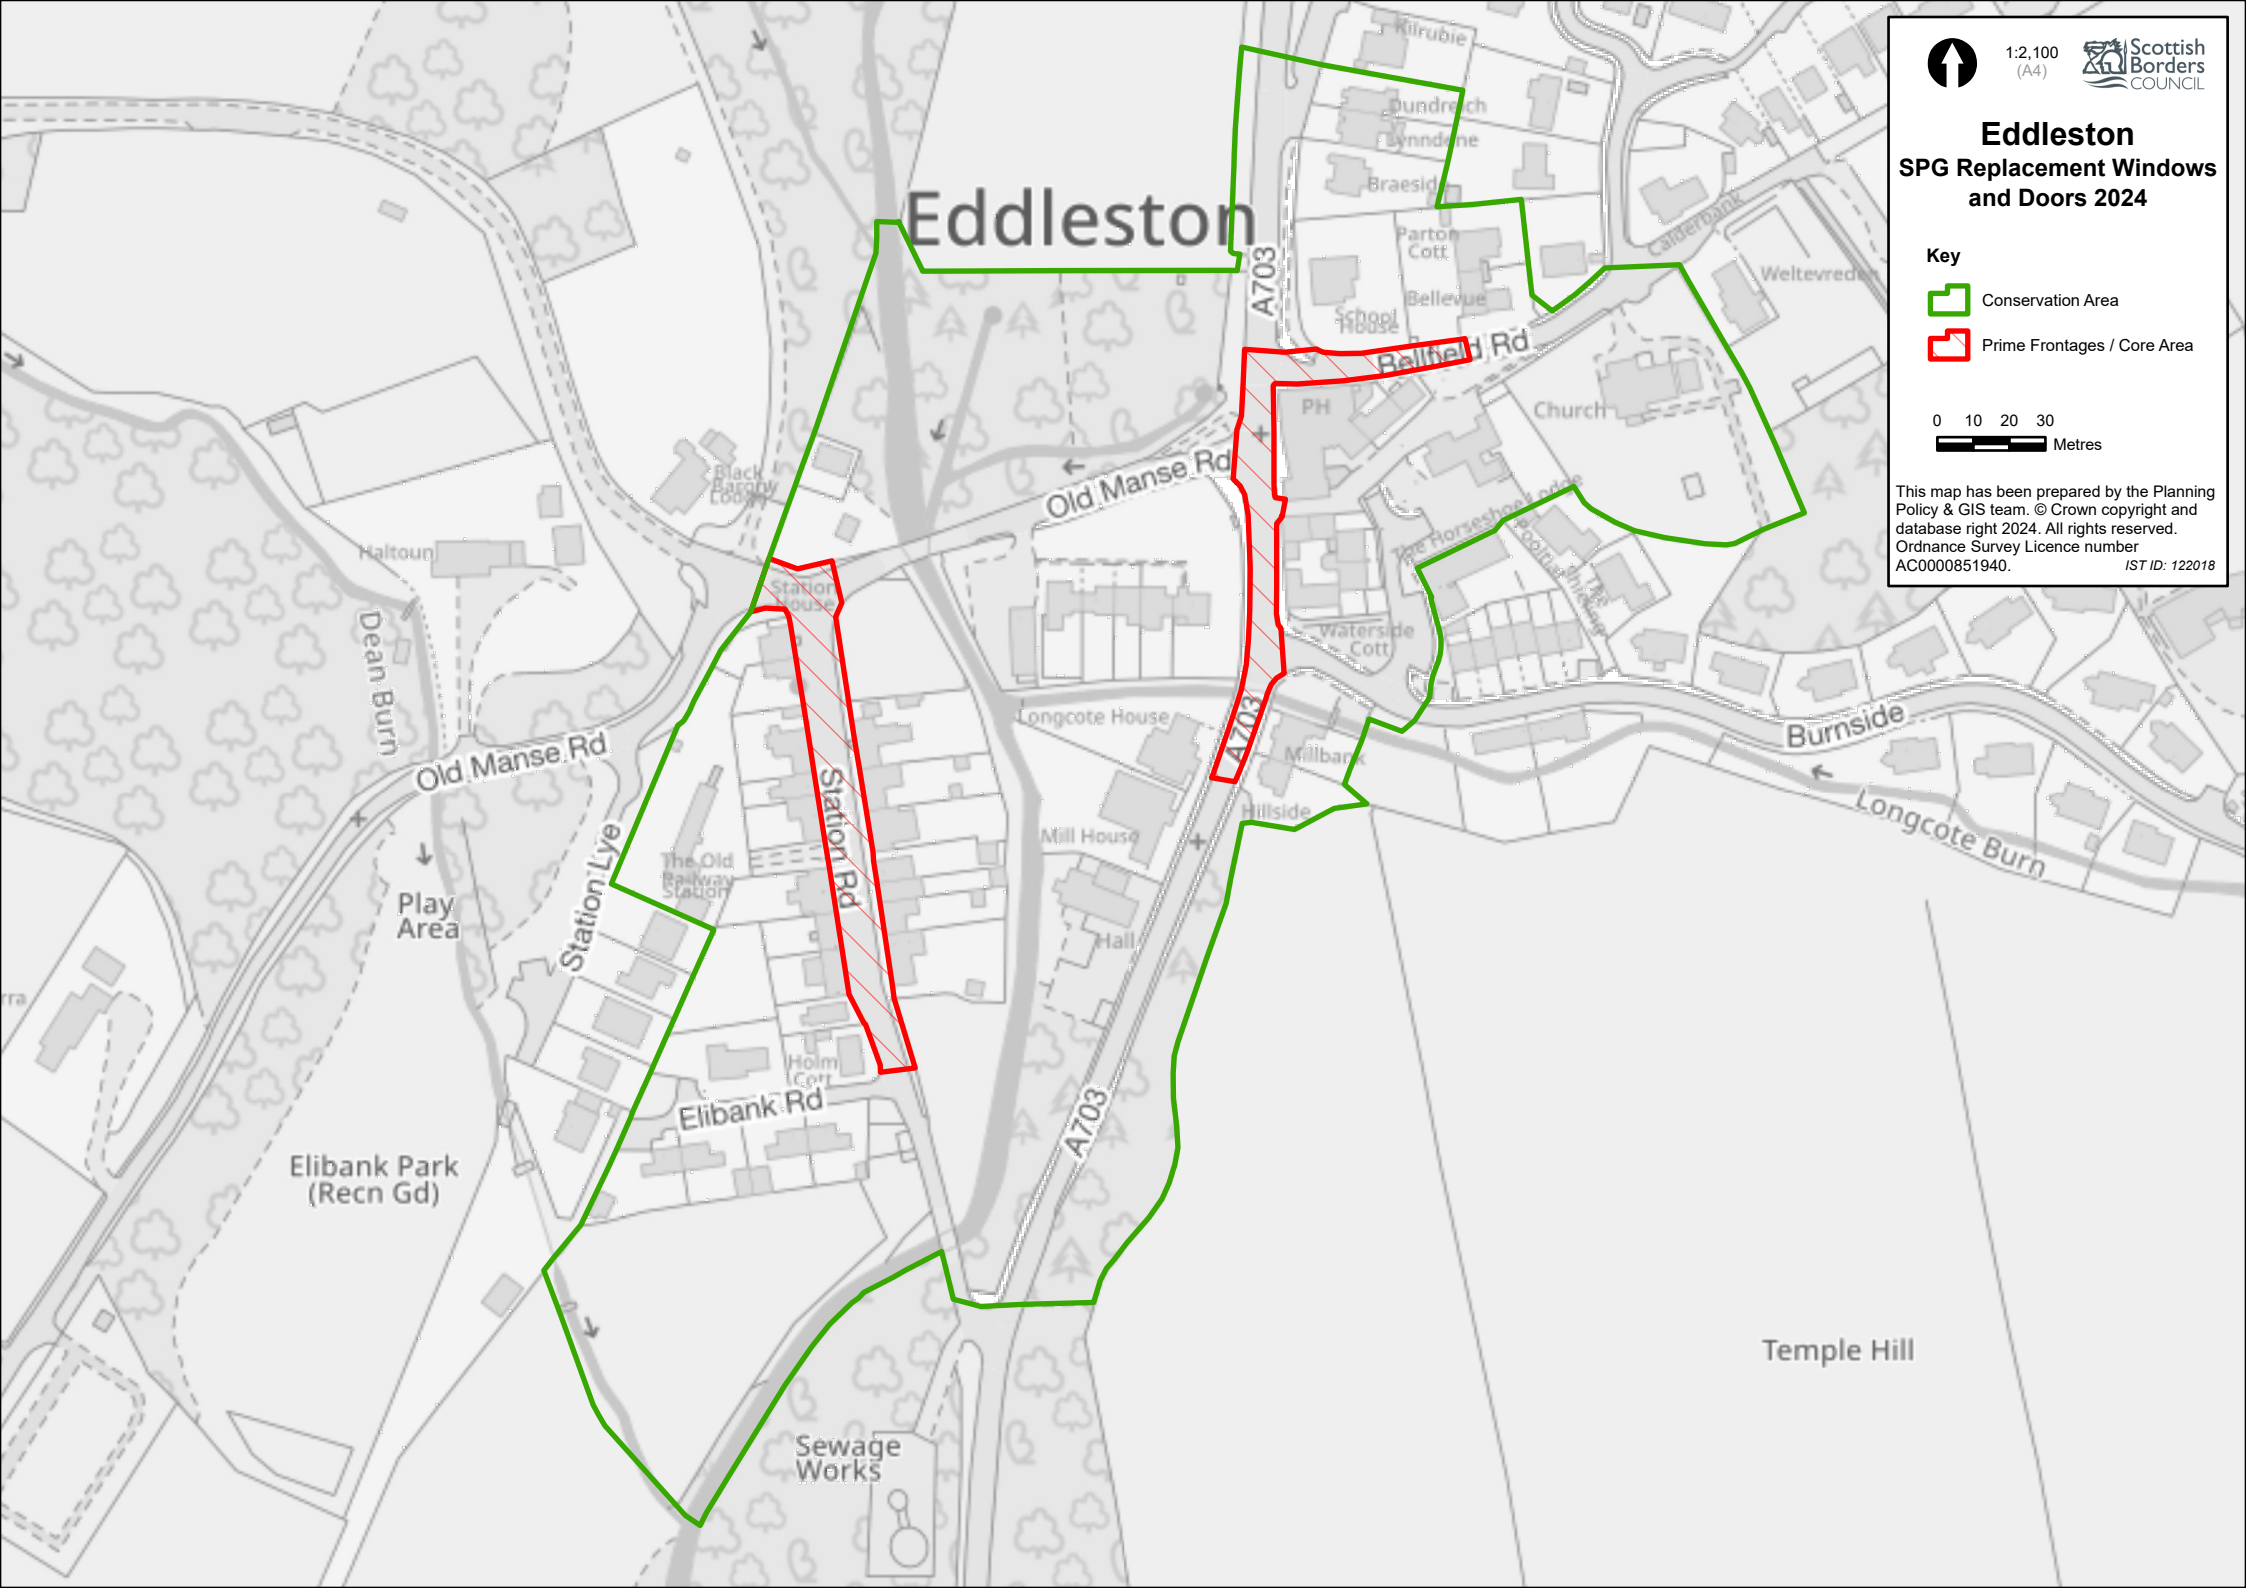 1:2,100
(A4)
Scottish
Borders
COUNCIL
Eddleston
SPG Replacement Windows
and Doors 2024
Key
Conservation Area
Prime Frontages / Core Area
0 10 20 30
Metres
This map has been prepared by the Planning
Policy & GIS team. © Crown copyright and
database right 2024. All rights reserved.
Ordnance Survey Licence number
AC0000851940.
IST ID: 122018
Kilrubie
Dundreich
Lynndene
Braeside
Eddleston
A703
Parton
Cott
Calderbank
Weltevreden
Bellevue
School
House
Bellfield Rd
PH
Church
Old Manse Rd
Black
Barony
Lodge
The Horseshoe Lodge
Haltoun
Station
House
Dean Burn
Waterside
Cott
Longcote House
A703
Millbank
Burnside
Old Manse Rd
Station Rd
Hillside
Longcote Burn
Mill House
The Old
Railway
Station
Station Lye
Play
Area
Hall
rra
Holm
Cott
Elibank Rd
A703
Elibank Park
(Recn Gd)
Temple Hill
Sewage
Works